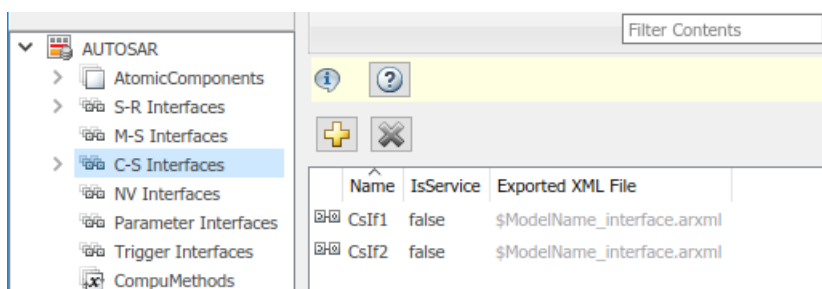 AUTOSAR
AtomicComponents
S-R Interfaces
M-S Interfaces
C-S Interfaces
NV Interfaces
Parameter Interfaces
Trigger Interfaces
CompuMethods
Filter Contents
Name IsService Exported XML File
CsIf1 false $ModelName_interface.arxml
CsIf2 false $ModelName_interface.arxml